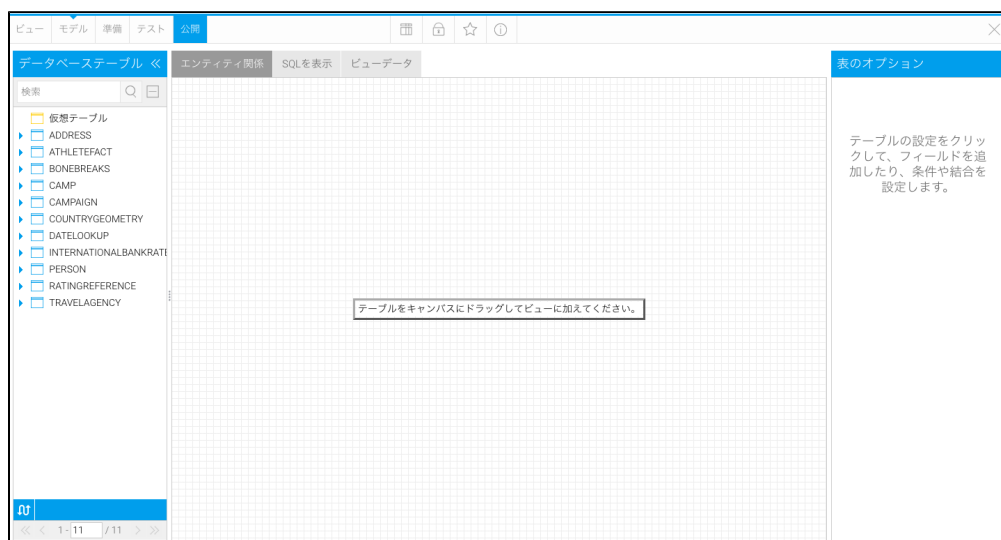 ビュー モデル 準備 テスト 公開
データベーステーブル
エンティティ関係 SQLを表示 ビューデータ
表のオプション
検索
仮想テーブル
ADDRESS
ATHLETEFACT
BONEBREAKS
CAMP
CAMPAIGN
COUNTRYGEOMETRY
DATELOOKUP
INTERNATIONALBANKRATE
PERSON
RATINGREFERENCE
TRAVELAGENCY
テーブルをキャンバスにドラッグしてビューに加えてください。
テーブルの設定をクリッ
クして、フィールドを追
加したり、条件や結合を
設定します。
1 - 11 / 11